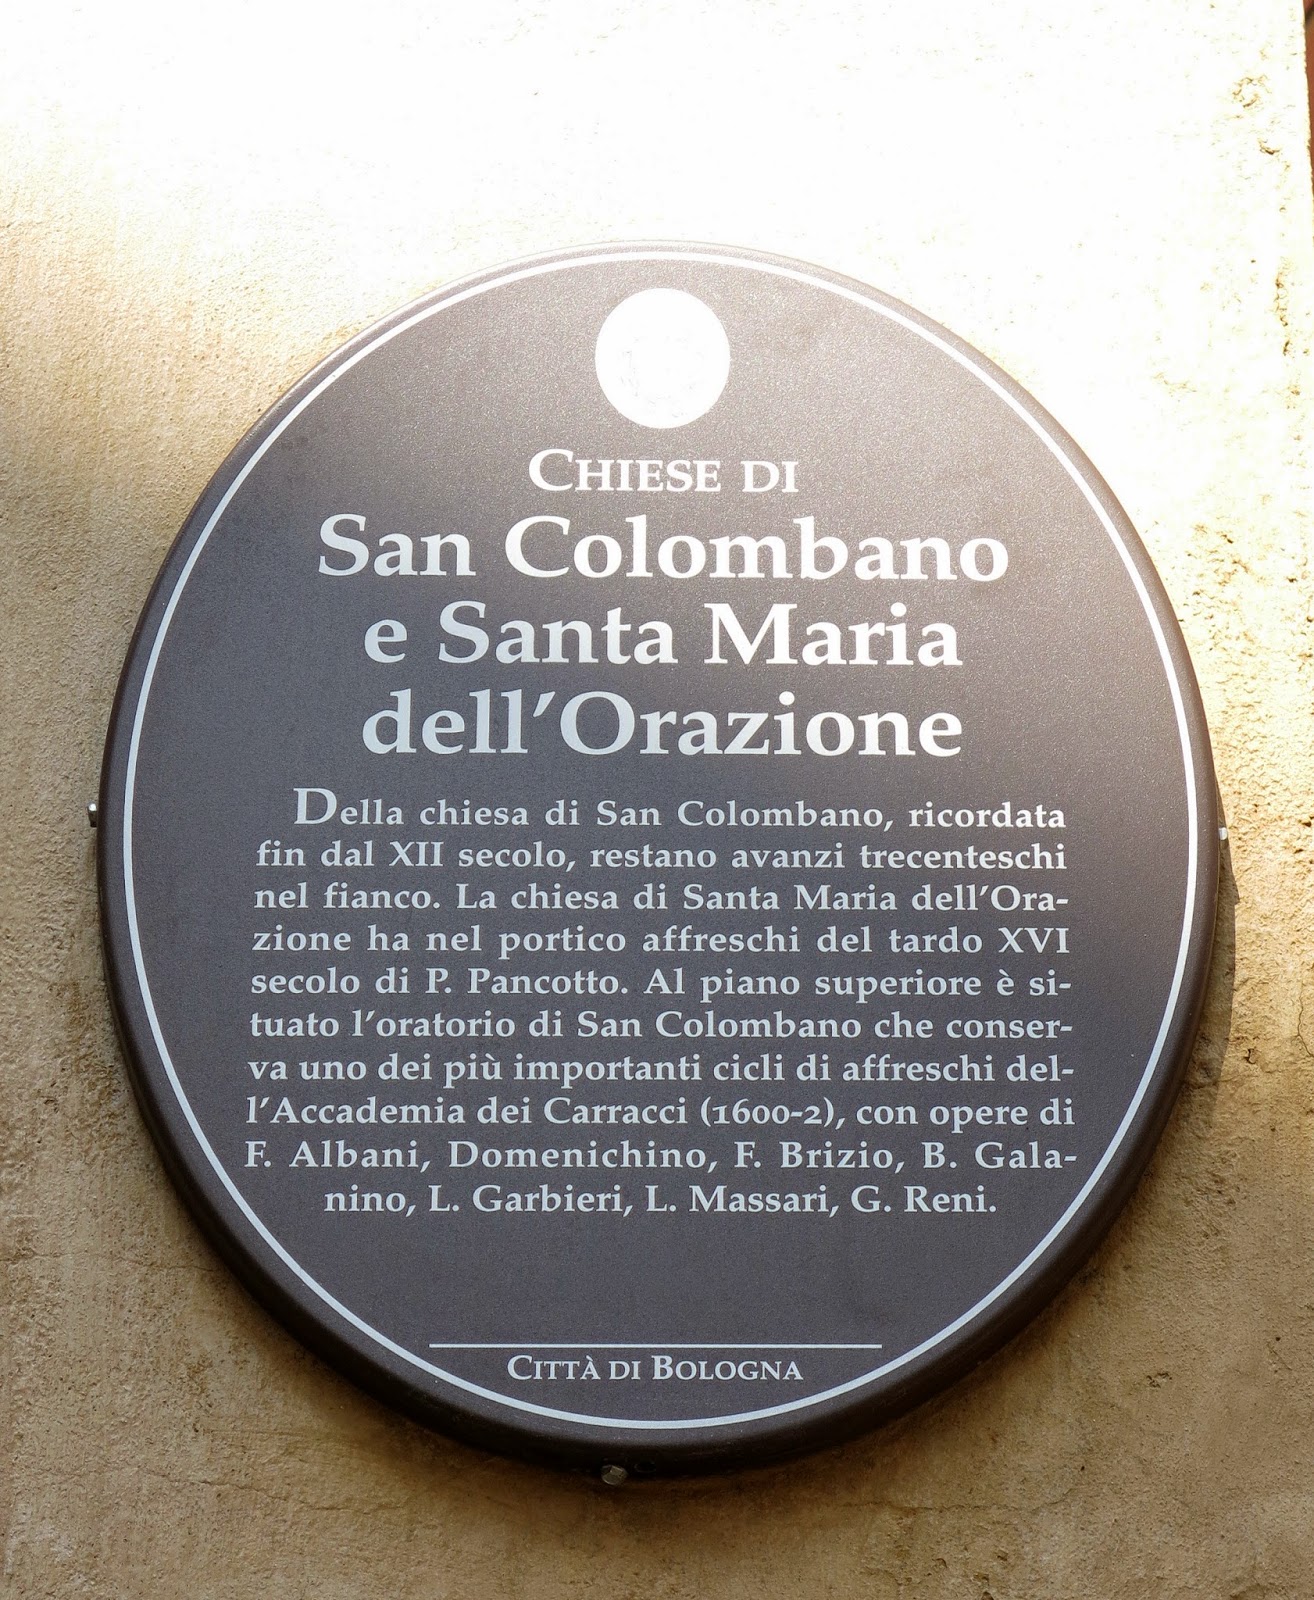 CHIESE DI
San Colombano
e Santa Maria
dell'Orazione
Della chiesa di San Colombano, ricordata
fin dal XII secolo, restano avanzi trecenteschi
nel fianco. La chiesa di Santa Maria dell'Ora-
zione ha nel portico affreschi del tardo XVI
secolo di P. Pancotto. Al piano superiore è si-
tuato l'oratorio di San Colombano che conser-
va uno dei più importanti cicli di affreschi del-
l'Accademia dei Carracci (1600-2), con opere di
F. Albani, Domenichino, F. Brizio, B. Gala-
nino, L. Garbieri, L. Massari, G. Reni.
CITTÀ DI BOLOGNA